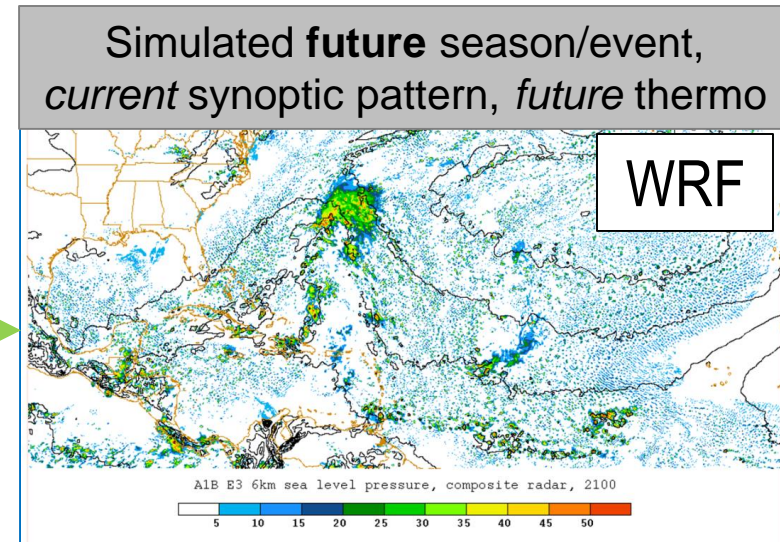 Simulated future season/event,
current synoptic pattern, future thermo
WRF
A1B E3 6km sea level pressure, composite radar, 2100
5 10 15 20 25 30 35 40 45 50